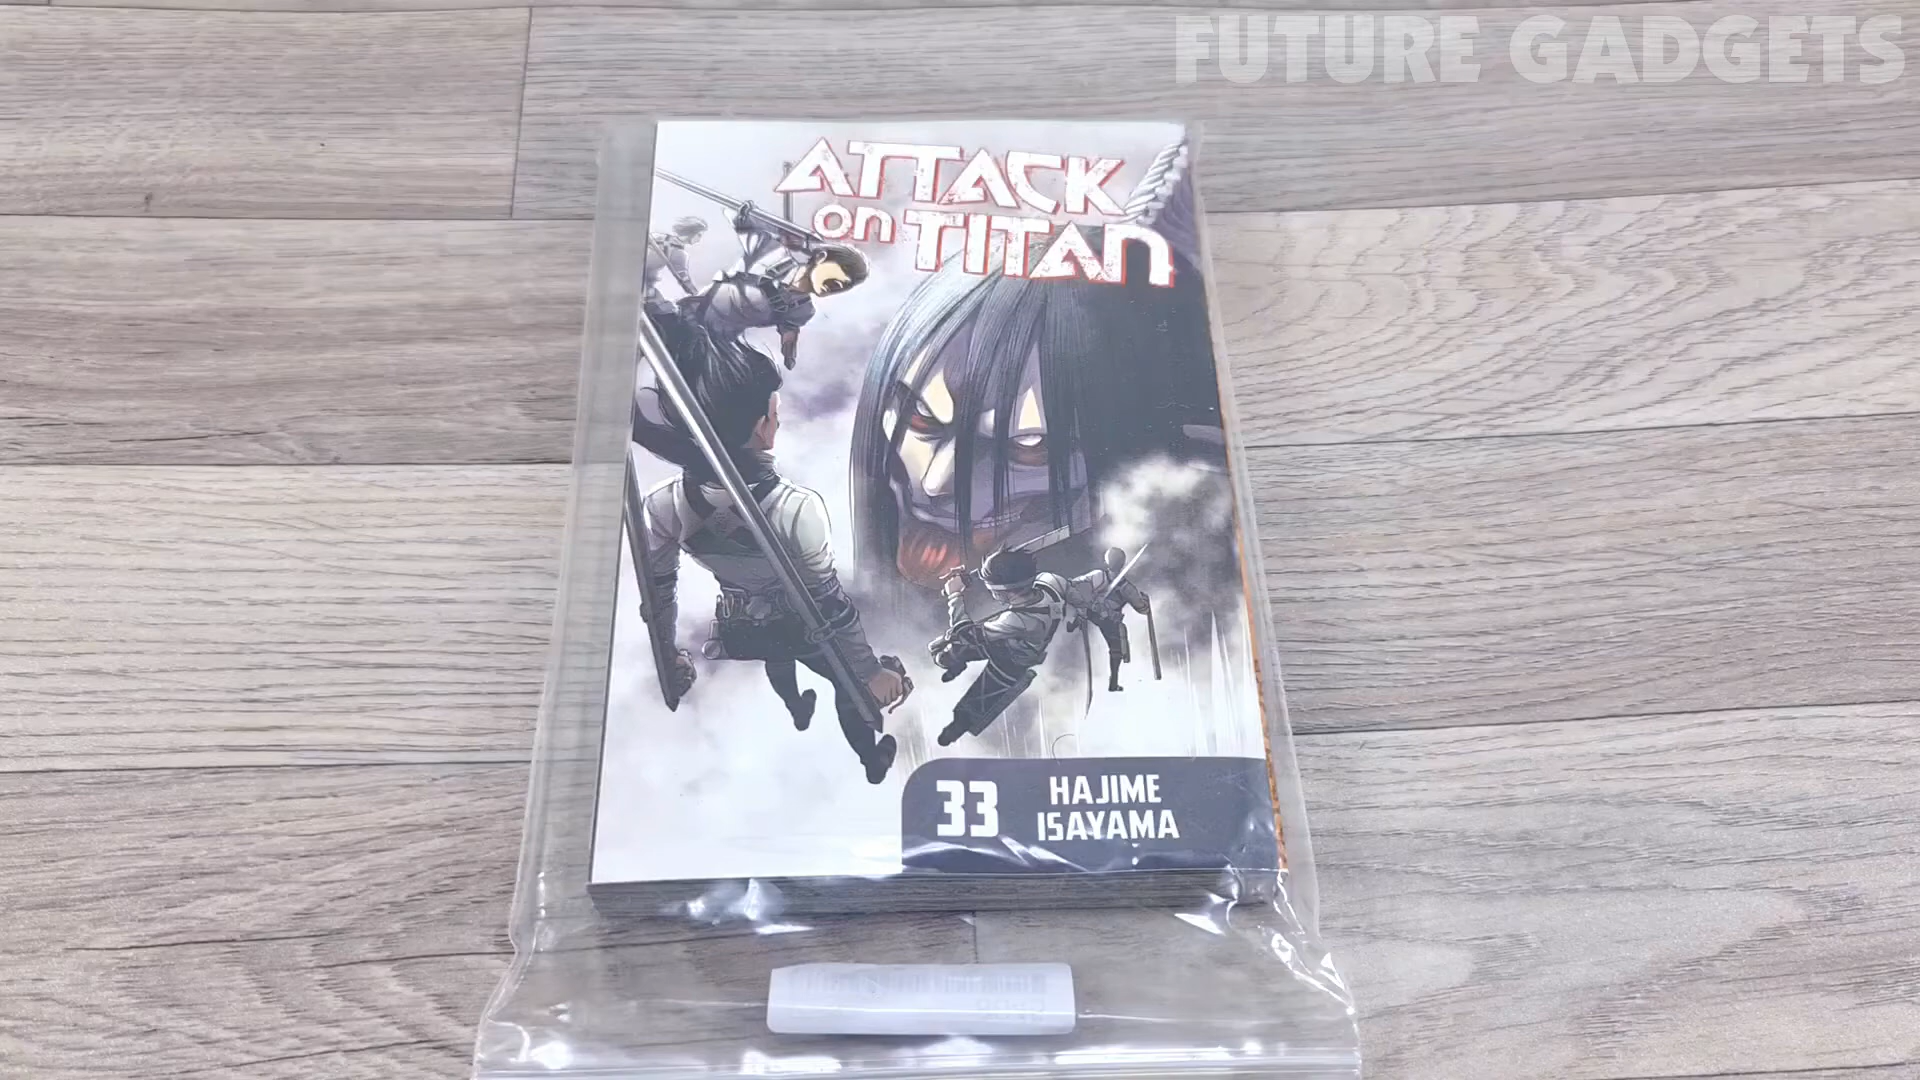 FUTURE GADGETS
ATTACK
on TITAN
33
HAJIME
ISAYAMA